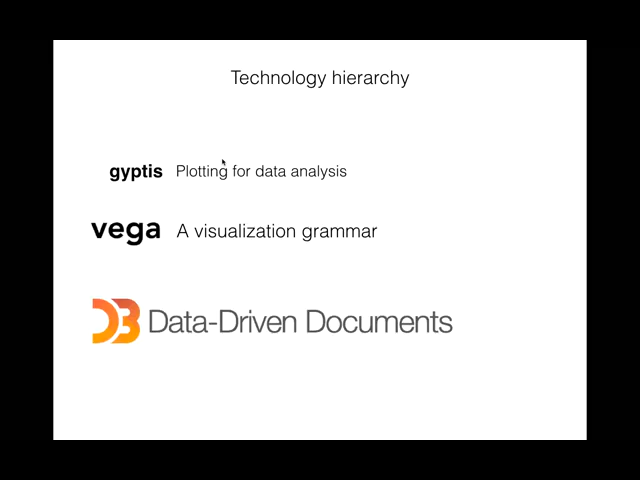 Technology hierarchy
gyptis Plotting for data analysis
vega A visualization grammar
D3 Data-Driven Documents